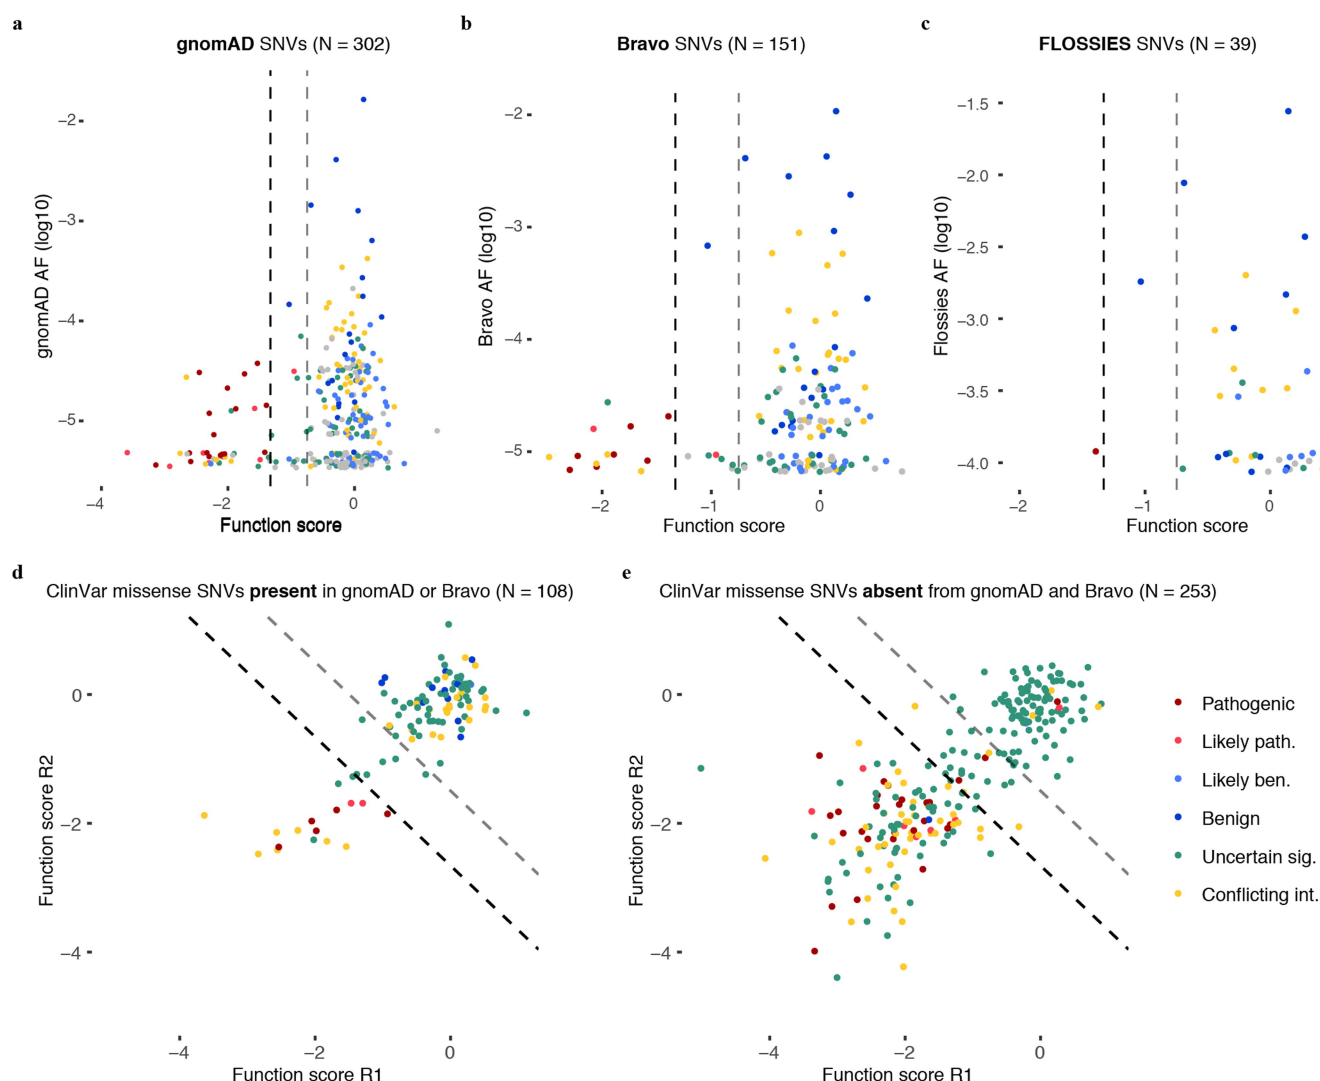 a
gnomAD SNVs (N = 302)
gnomAD AF (log10)
−2
−3
−4
−5
−4
−2
0
Function score
b
Bravo SNVs (N = 151)
Bravo AF (log10)
−2
−3
−4
−5
−2
−1
0
Function score
c
FLOSSIES SNVs (N = 39)
Flossies AF (log10)
−1.5
−2.0
−2.5
−3.0
−3.5
−4.0
−2
−1
0
Function score
d
ClinVar missense SNVs present in gnomAD or Bravo (N = 108)
Function score R2
0
−2
−4
−4
−2
0
Function score R1
e
ClinVar missense SNVs absent from gnomAD and Bravo (N = 253)
Function score R2
0
−2
−4
−4
−2
0
Function score R1
Pathogenic
Likely path.
Likely ben.
Benign
Uncertain sig.
Conflicting int.